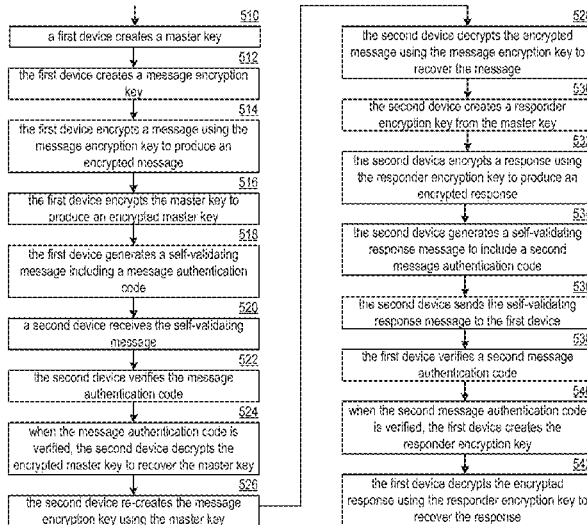 510
a first device creates a master key
512
the first device creates a message encryption
key
514
the first device encrypts a message using the
message encryption key to produce an
encrypted message
516
the first device encrypts the master key to
produce an encrypted master key
518
the first device generates a self-validating
message including a message authentication
code
520
a second device receives the self-validating
message
522
the second device verifies the message
authentication code
524
when the message authentication code is
verified, the second device decrypts the
encrypted master key to recover the master key
526
the second device re-creates the message
encryption key using the master key
the second device decrypts the encrypted
message using the message encryption key to
recover the message
the second device creates a responder
encryption key from the master key
the second device encrypts a response using
the responder encryption key to produce an
encrypted response
the second device generates a self-validating
response message to include a second
message authentication code
the second device sends the self-validating
response message to the first device
the first device verifies a second message
authentication code
when the second message authentication code
is verified, the first device creates the
responder encryption key
the first device decrypts the encrypted
response using the responder encryption key to
recover the response